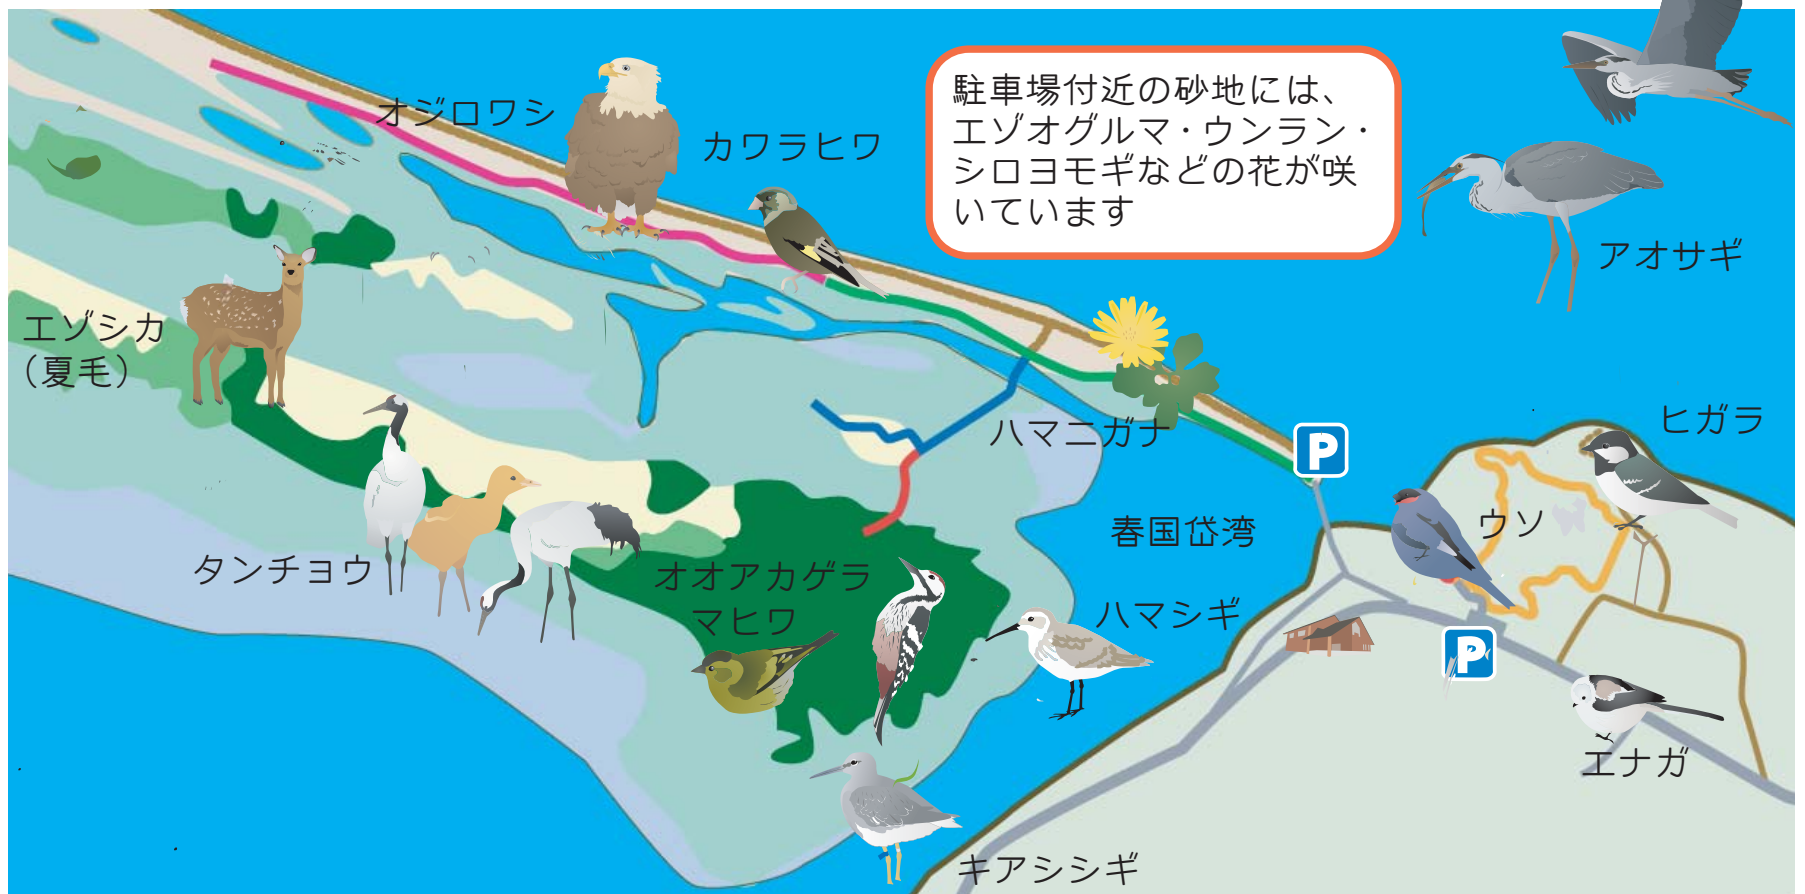 オジロワシ
カワラヒワ
駐車場付近の砂地には、
エゾオグルマ・ウンラン・
シロヨモギなどの花が咲
いています
アオサギ
エゾシカ
（夏毛）
ハマニガナ
P
ヒガラ
春国岱湾
ウソ
タンチョウ
オオアカゲラ
マヒワ
ハマシギ
P
エナガ
キアシシギ